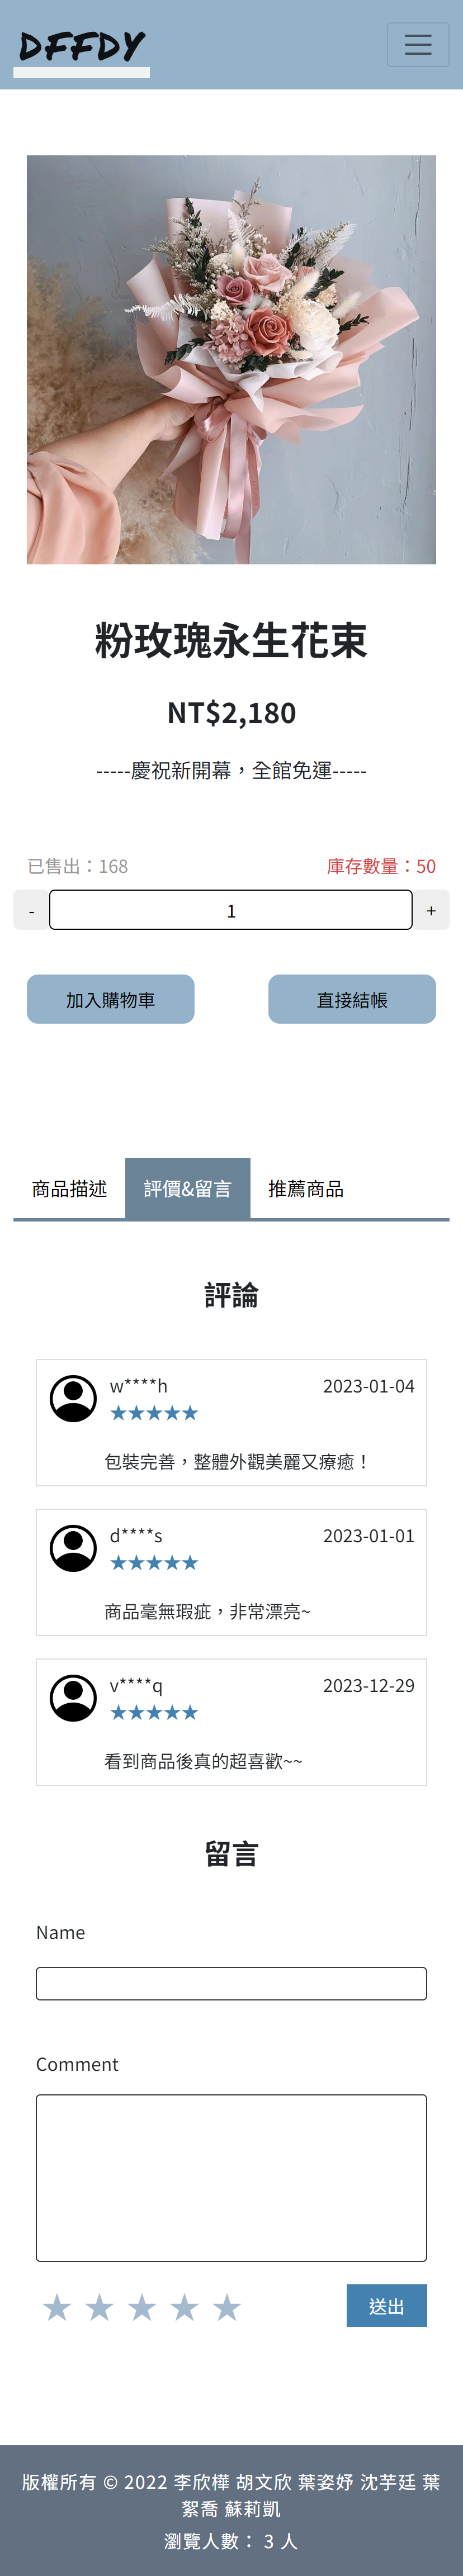 DFFDY
粉玫瑰永生花束
NT$2,180
-----慶祝新開幕，全館免運-----
已售出：168
庫存數量：50
- 1 +
加入購物車 直接結帳
商品描述 評價&留言 推薦商品
評論
w****h 2023-01-04
★★★★★
包裝完善，整體外觀美麗又療癒！
d****s 2023-01-01
★★★★★
商品毫無瑕疵，非常漂亮~
v****q 2023-12-29
★★★★★
看到商品後真的超喜歡~~
留言
Name
Comment
★ ★ ★ ★ ★ 送出
版權所有 © 2022 李欣樺 胡文欣 葉姿妤 沈芋廷 葉
絮喬 蘇莉凱
瀏覽人數： 3 人